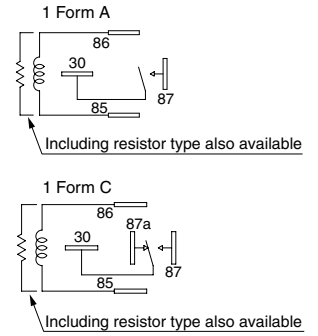 1 Form A
86
30
87
85
Including resistor type also available
1 Form C
86
87a
30
87
85
Including resistor type also available